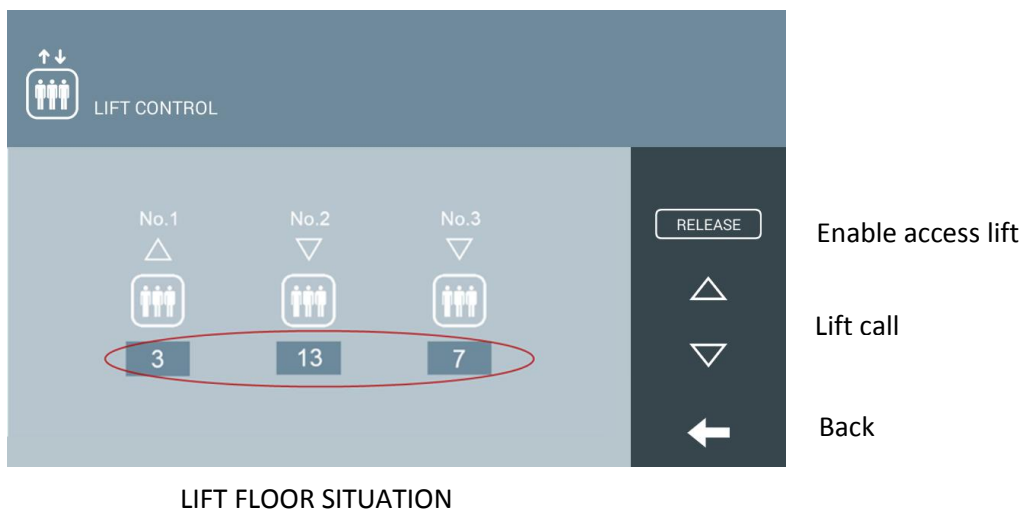 LIFT CONTROL
No.1 No.2 No.3
RELEASE
Enable access lift
Lift call
3 13 7
Back
LIFT FLOOR SITUATION